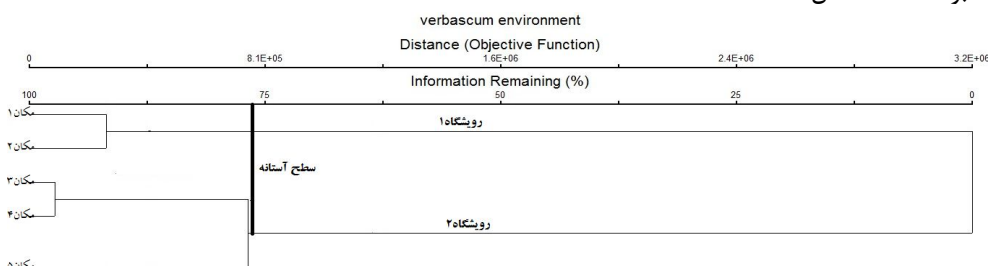 verbascum environment
Distance (Objective Function)
0 8.1E+05 1.6E+06 2.4E+06 3.2E+06
Information Remaining (%)
100 75 50 25 0
مکان۱
رویشگاه۱
مکان۲
سطح آستانه
مکان۳
مکان۴
رویشگاه۲
مکان۵